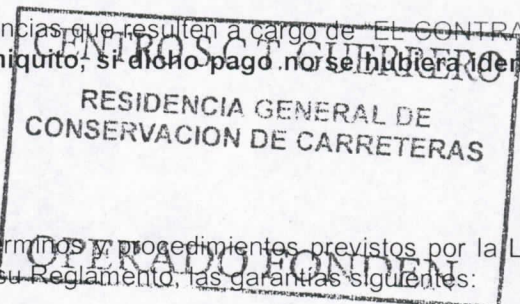 ncias que resulten a cargo de "EL CONTRA
CENTRO S.C.T. GUERRERO
niquito, si dicho pago no se hubiera iden
RESIDENCIA GENERAL DE
CONSERVACION DE CARRETERAS
érminos y procedimientos previstos por la L
OPERADO FONDEN
su Reglamento, las garantías siguientes: